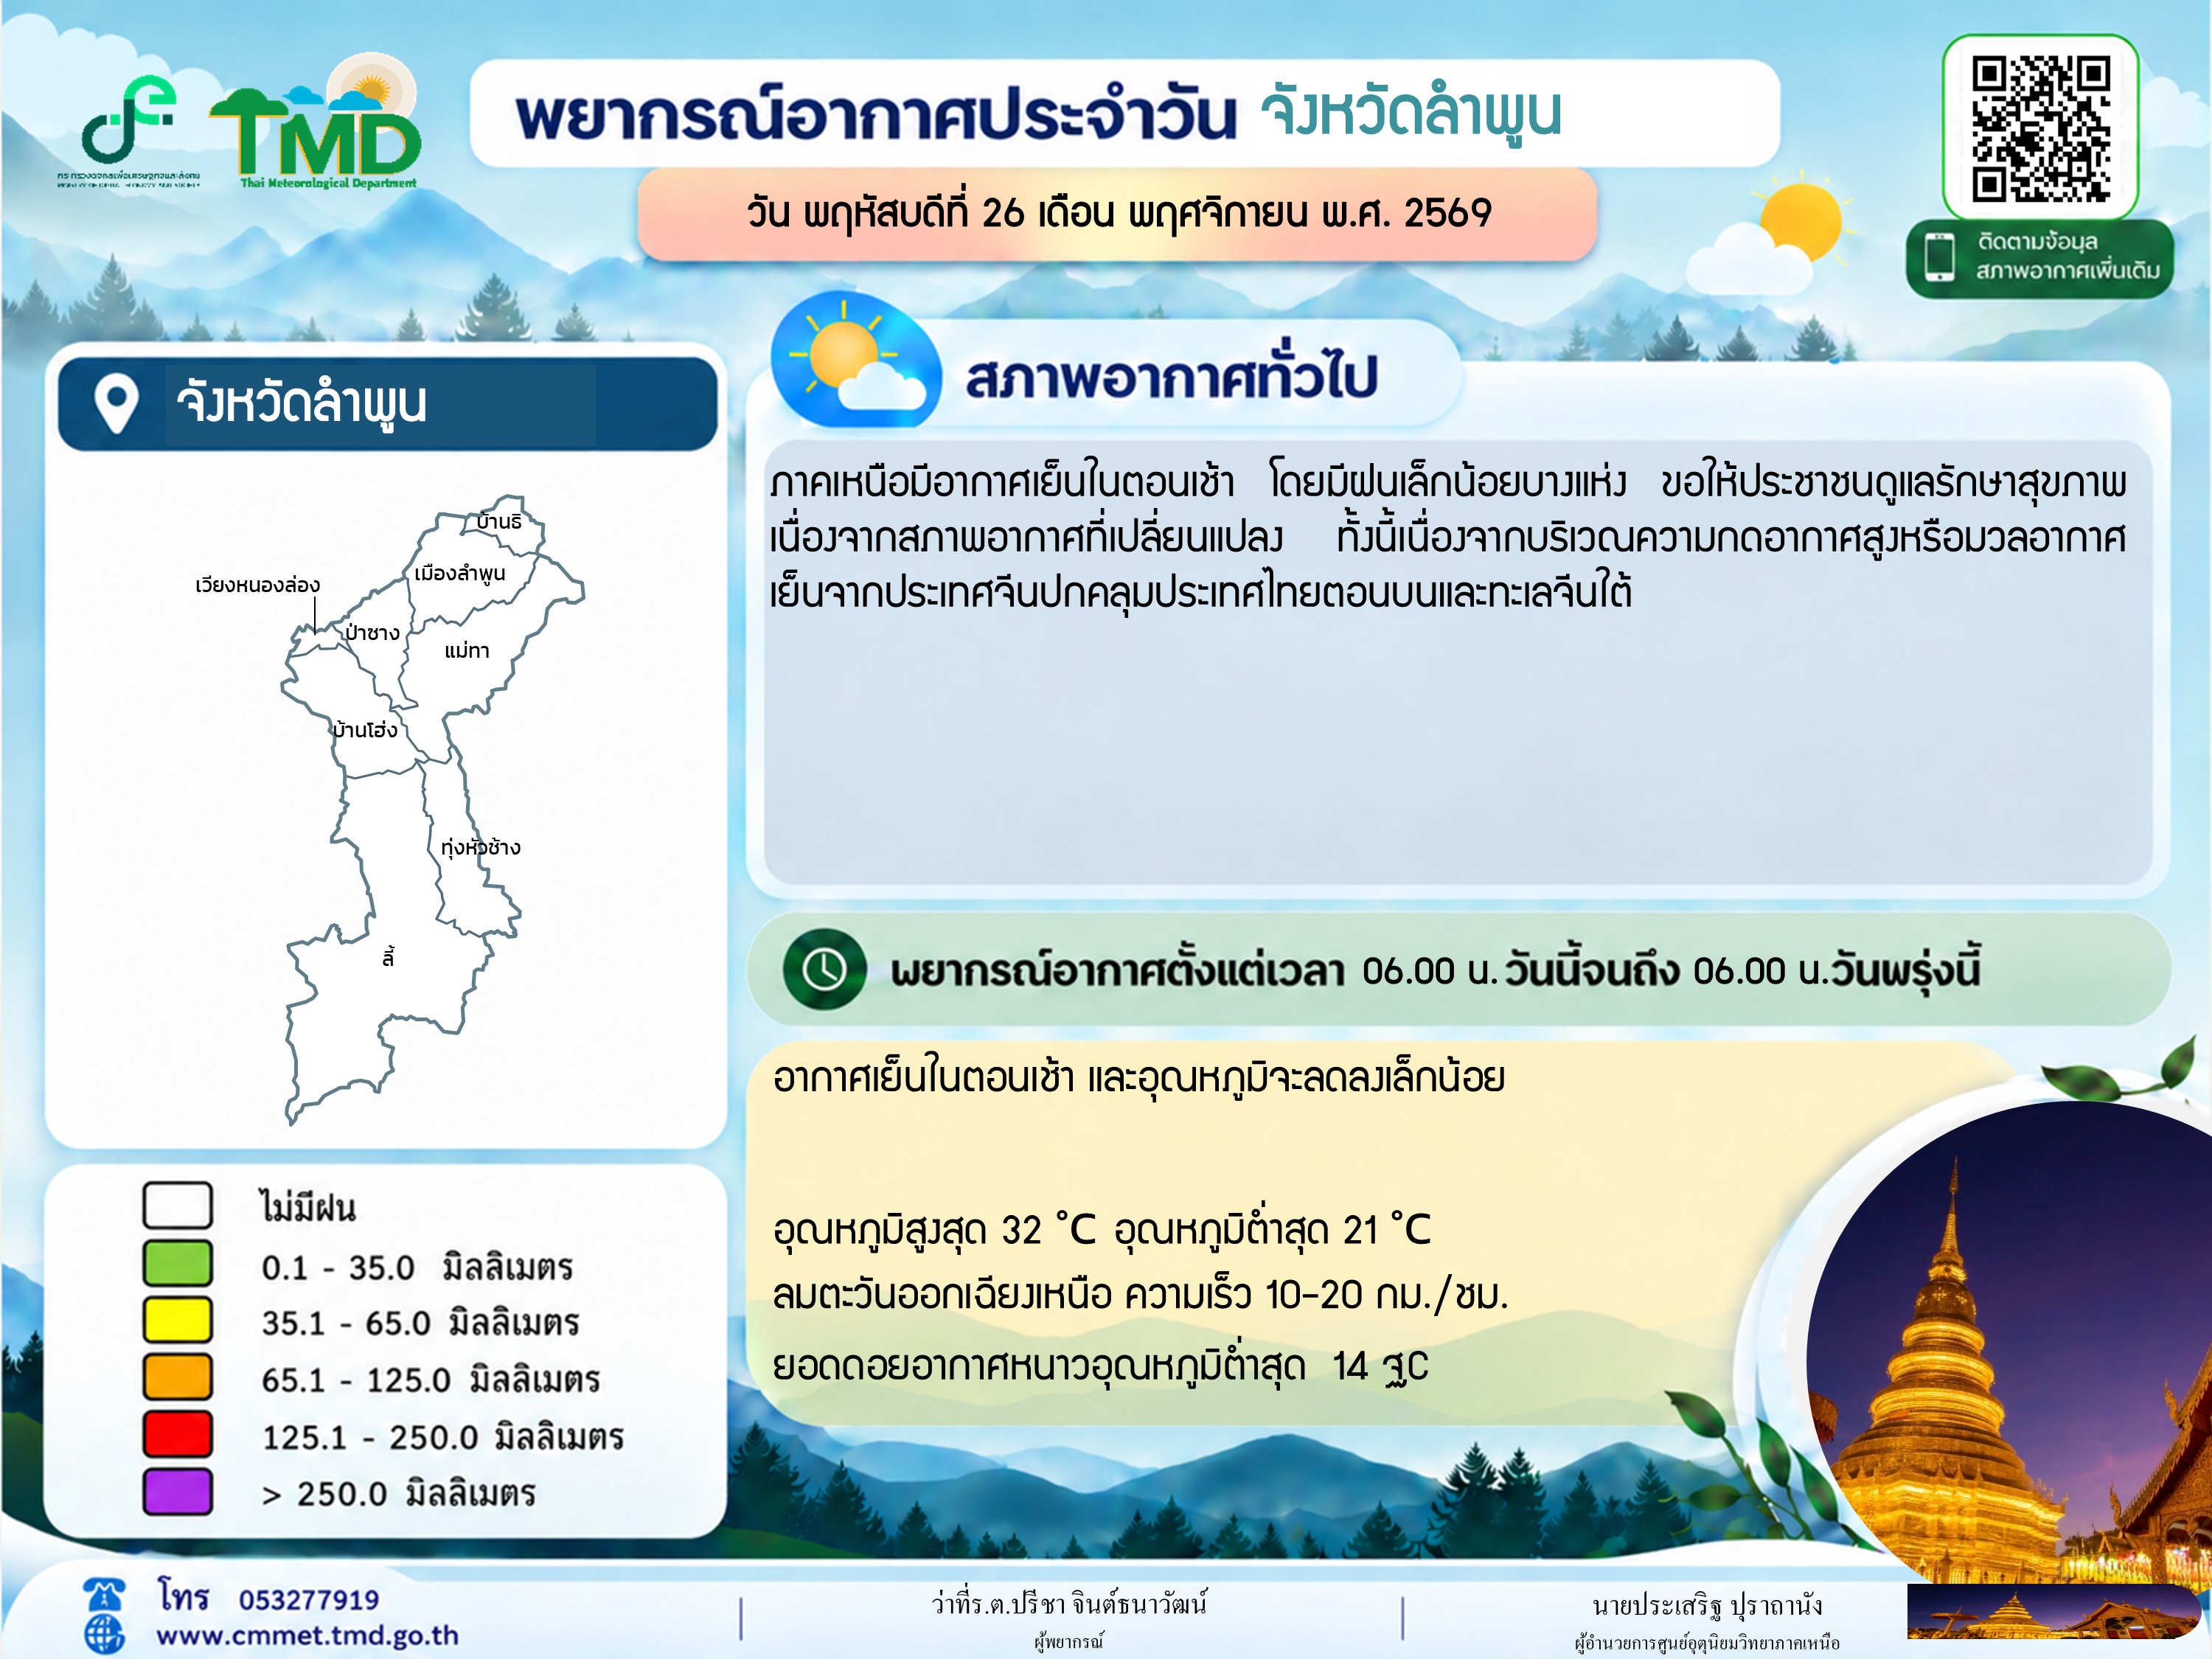 พยากรณ์อากาศประจำวัน จังหวัดลำพูน
TMD
Thai Meteorological Department
วัน พฤหัสบดีที่ 26 เดือน พฤศจิกายน พ.ศ. 2569
ติดตามข้อมูล
สภาพอากาศเพิ่มเติม
จังหวัดลำพูน
บ้านธิ
เมืองลำพูน
เวียงหนองล่อง
ป่าซาง
แม่ทา
บ้านโฮ่ง
ทุ่งหัวช้าง
ลี้
สภาพอากาศทั่วไป
ภาคเหนือมีอากาศเย็นในตอนเช้า โดยมีฝนเล็กน้อยบางแห่ง ขอให้ประชาชนดูแลรักษาสุขภาพ
เนื่องจากสภาพอากาศที่เปลี่ยนแปลง ทั้งนี้เนื่องจากบริเวณความกดอากาศสูงหรือมวลอากาศ
เย็นจากประเทศจีนปกคลุมประเทศไทยตอนบนและทะเลจีนใต้
พยากรณ์อากาศตั้งแต่เวลา 06.00 น. วันนี้จนถึง 06.00 น.วันพรุ่งนี้
อากาศเย็นในตอนเช้า และอุณหภูมิจะลดลงเล็กน้อย
อุณหภูมิสูงสุด 32 °C อุณหภูมิต่ำสุด 21 °C
ลมตะวันออกเฉียงเหนือ ความเร็ว 10-20 กม./ชม.
ยอดดอยอากาศหนาวอุณหภูมิต่ำสุด 14 ฐC
ไม่มีฝน
0.1 - 35.0 มิลลิเมตร
35.1 - 65.0 มิลลิเมตร
65.1 - 125.0 มิลลิเมตร
125.1 - 250.0 มิลลิเมตร
> 250.0 มิลลิเมตร
โทร 053277919
www.cmmet.tmd.go.th
ว่าที่ร.ต.ปรีชา จินต์ธนาวัฒน์
ผู้พยากรณ์
นายประเสริฐ ปุราถานัง
ผู้อำนวยการศูนย์อุตุนิยมวิทยาภาคเหนือ